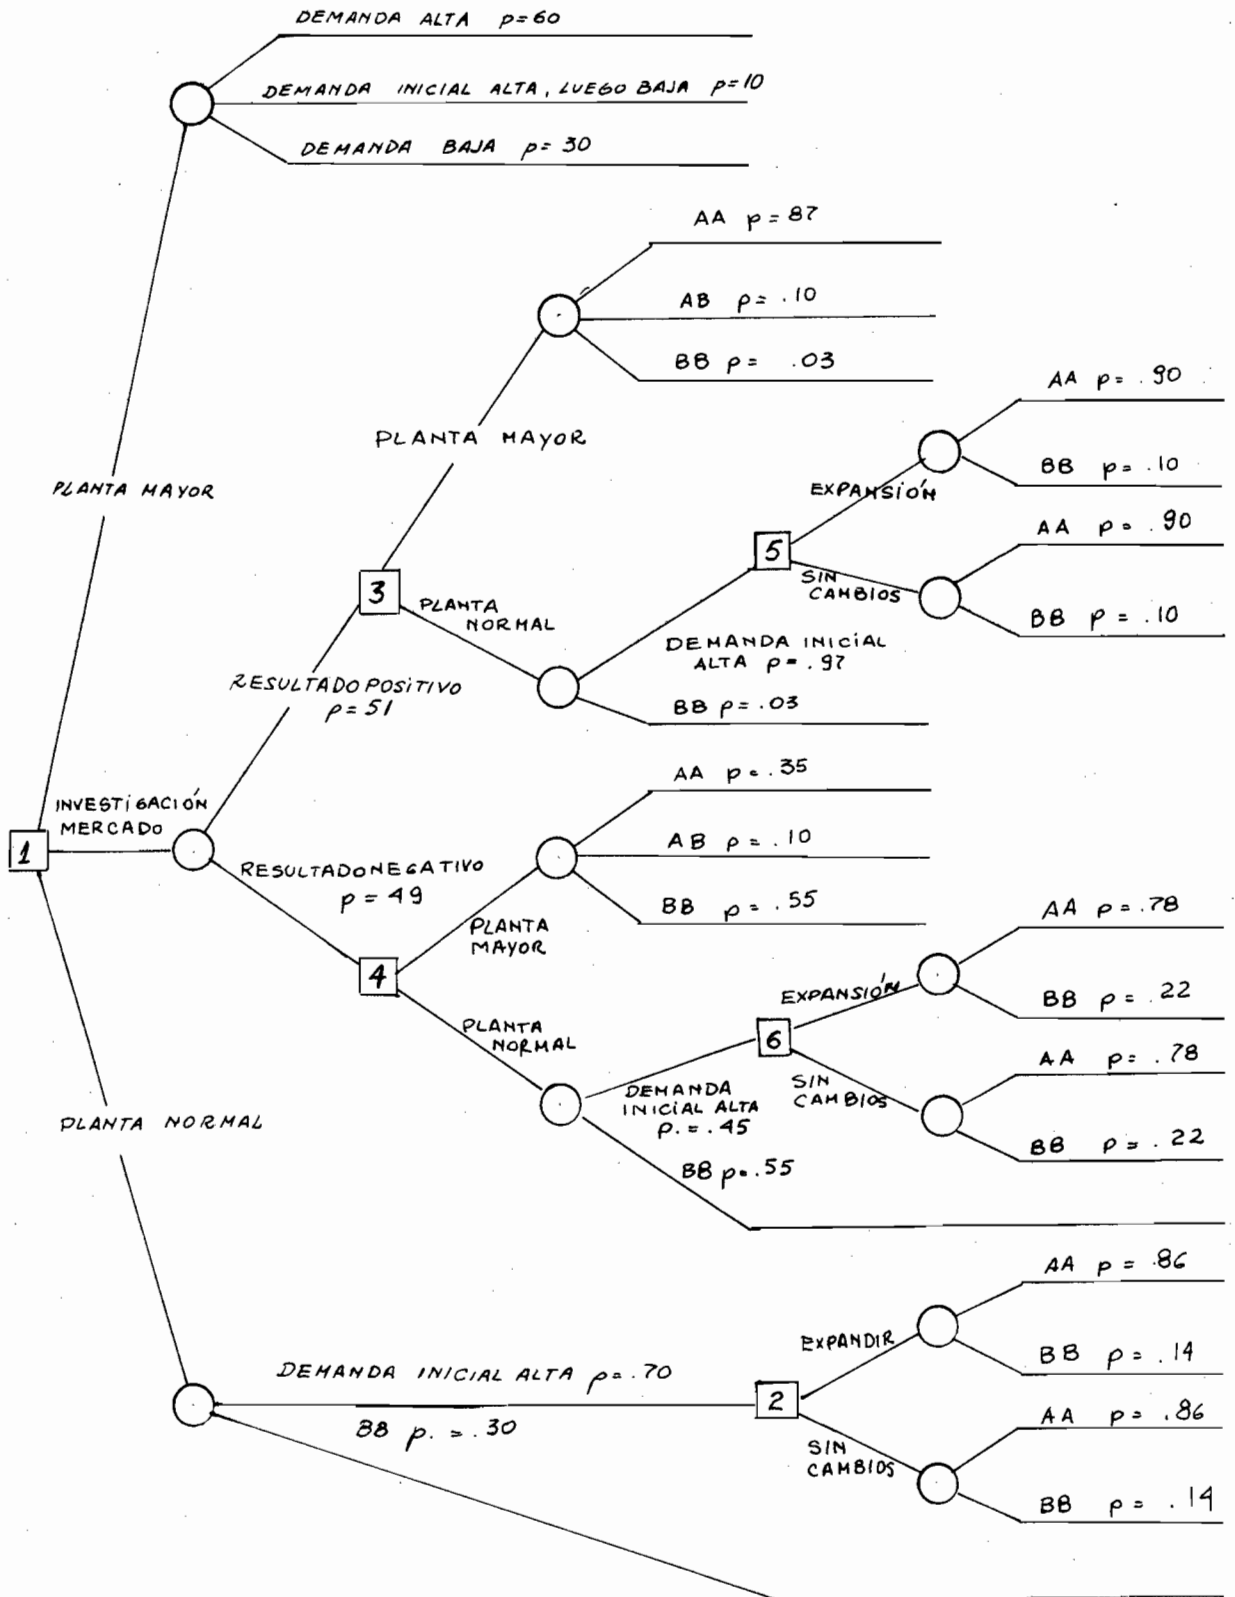 DEMANDA ALTA p=60
DEMANDA INICIAL ALTA, LUEGO BAJA p=10
DEMANDA BAJA p=30
PLANTA MAYOR
AA p=87
AB p=.10
BB p=.03
PLANTA MAYOR
AA p=.90
BB p=.10
EXPANSIÓN
5
AA p=.90
SIN
CAMBIOS
BB p=.10
3
PLANTA
NORMAL
DEMANDA INICIAL
ALTA p=.97
BB p=.03
RESULTADO POSITIVO
p=51
INVESTIGACIÓN
MERCADO
1
RESULTADO NEGATIVO
p=49
AA p=.35
AB p=.10
BB p=.55
PLANTA
MAYOR
4
PLANTA
NORMAL
AA p=.78
EXPANSIÓN
BB p=.22
6
SIN
CAMBIOS
AA p=.78
BB p=.22
DEMANDA
INICIAL ALTA
p.=.45
BB p=.55
PLANTA NORMAL
AA p=.86
EXPANDIR
BB p=.14
DEMANDA INICIAL ALTA p=.70
2
BB p.=.30
AA p=.86
SIN
CAMBIOS
BB p=.14